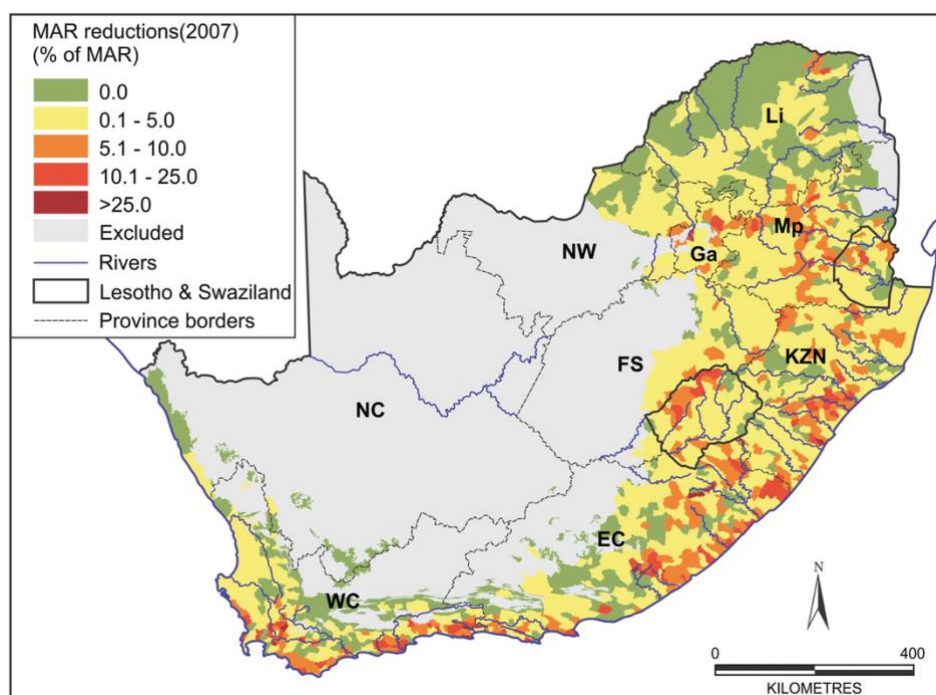 MAR reductions(2007)
(% of MAR)
0.0
0.1 - 5.0
5.1 - 10.0
10.1 - 25.0
>25.0
Excluded
Rivers
Lesotho & Swaziland
Province borders
Li
Mp
NW
Ga
KZN
FS
NC
EC
WC
N
0 400
KILOMETRES